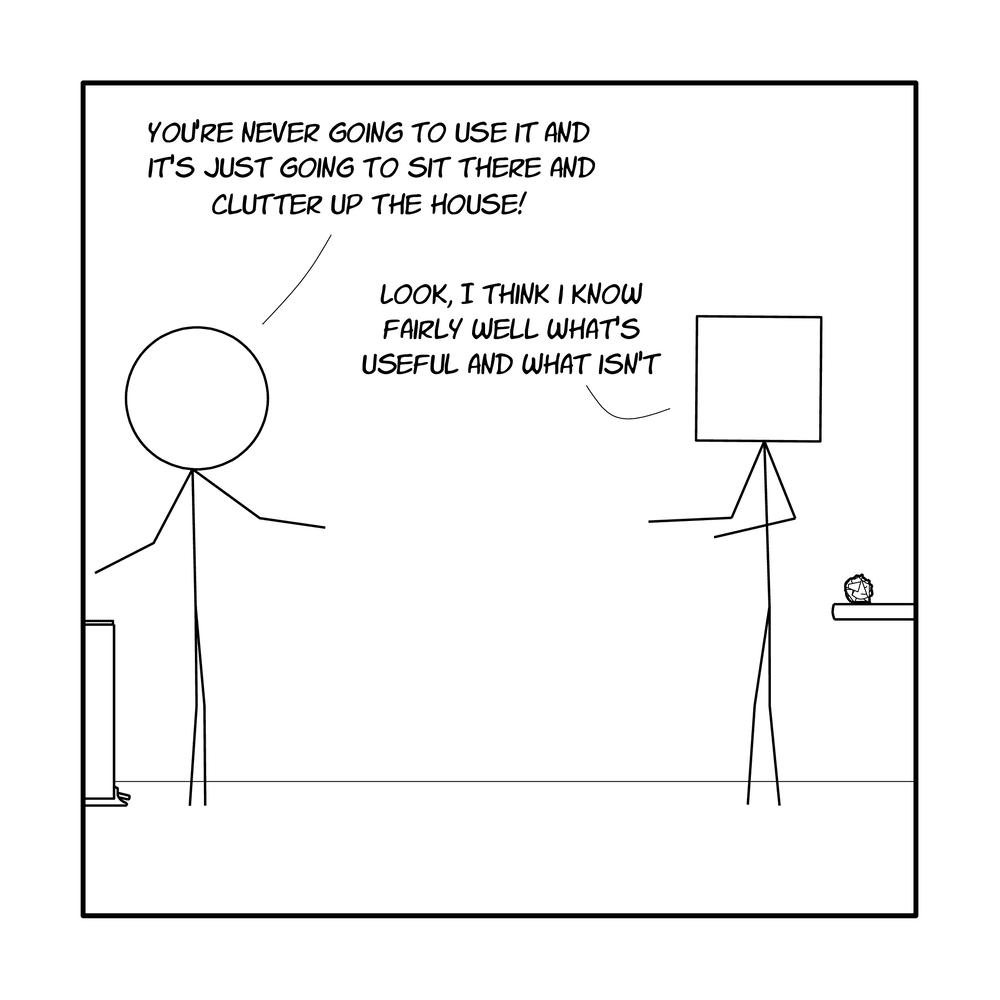 YOU'RE NEVER GOING TO USE IT AND
IT'S JUST GOING TO SIT THERE AND
CLUTTER UP THE HOUSE!
LOOK, I THINK I KNOW
FAIRLY WELL WHAT'S
USEFUL AND WHAT ISN'T